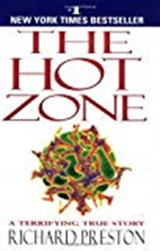 #1
NEW YORK TIMES BESTSELLER
THE
HOT
ZONE
A TERRIFYING TRUE STORY
RICHARD PRESTON